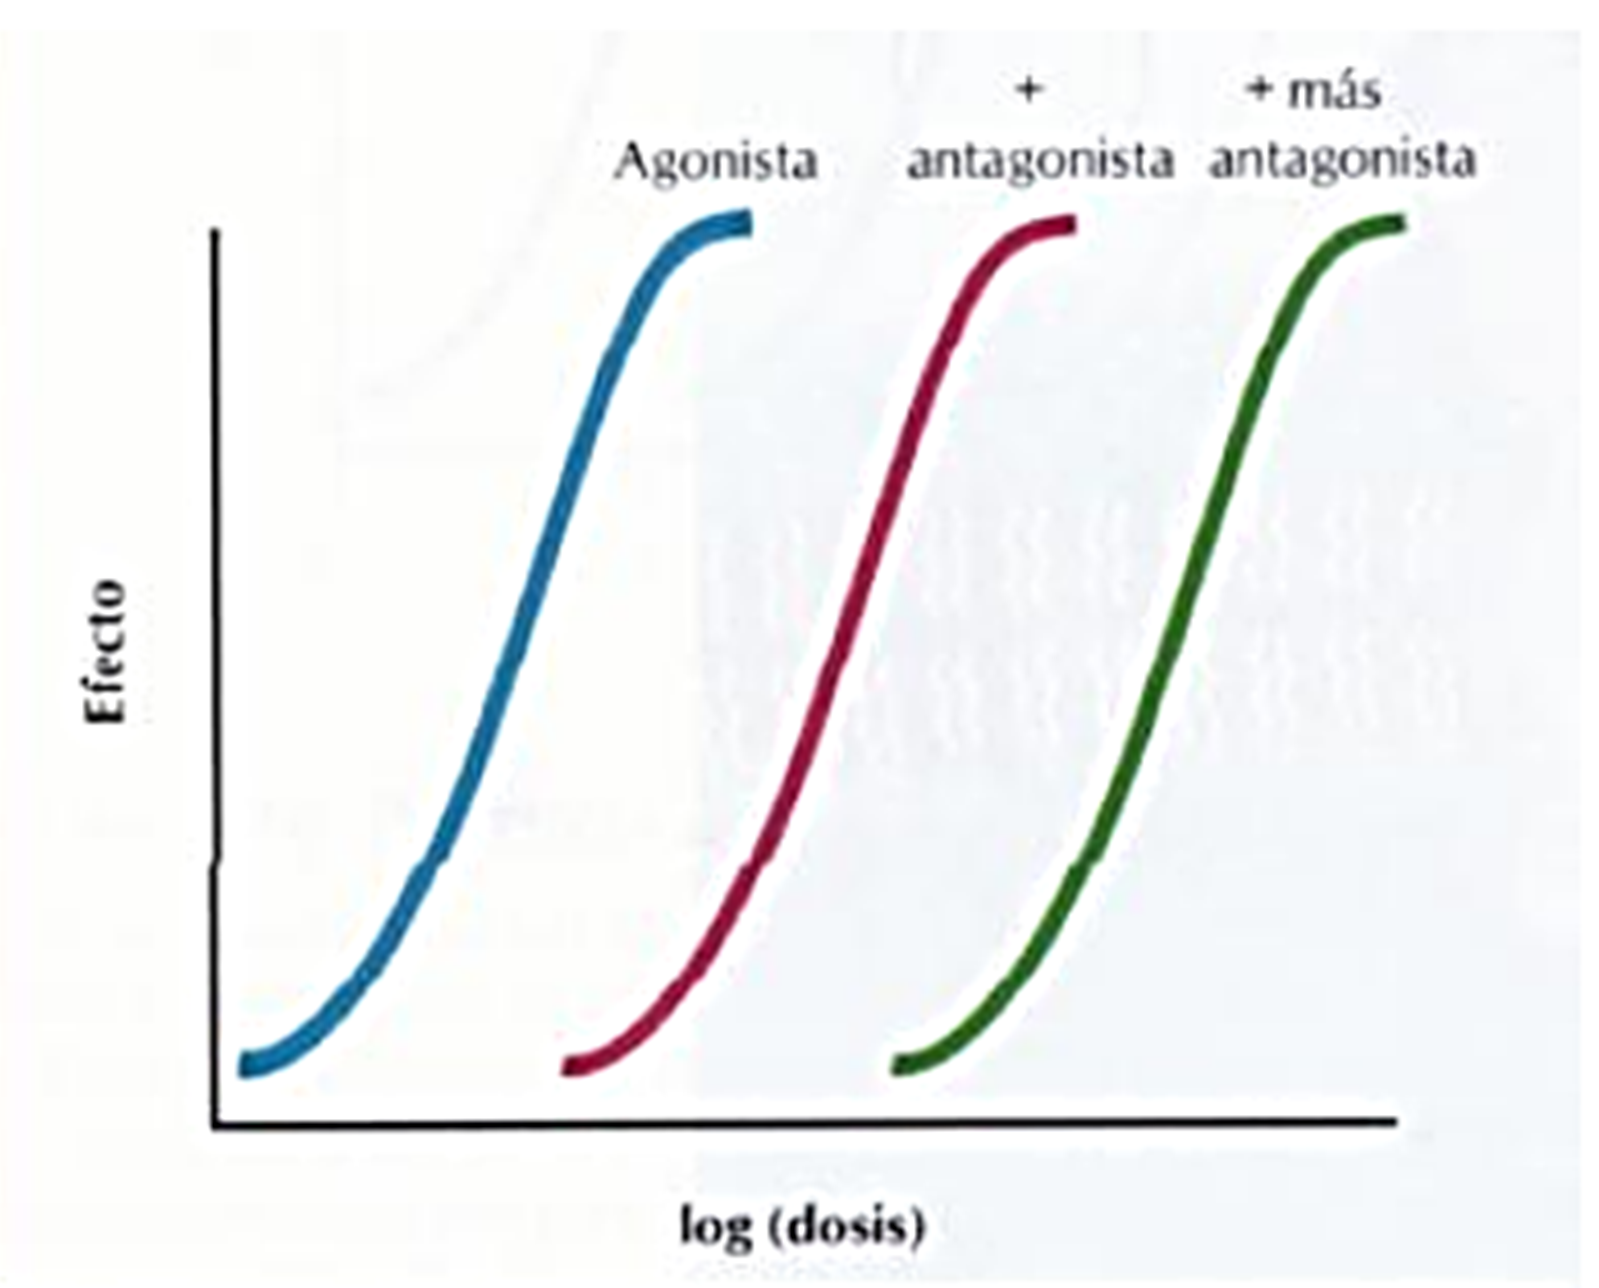 Agonista
+
antagonista
+ más
antagonista
Efecto
log (dosis)